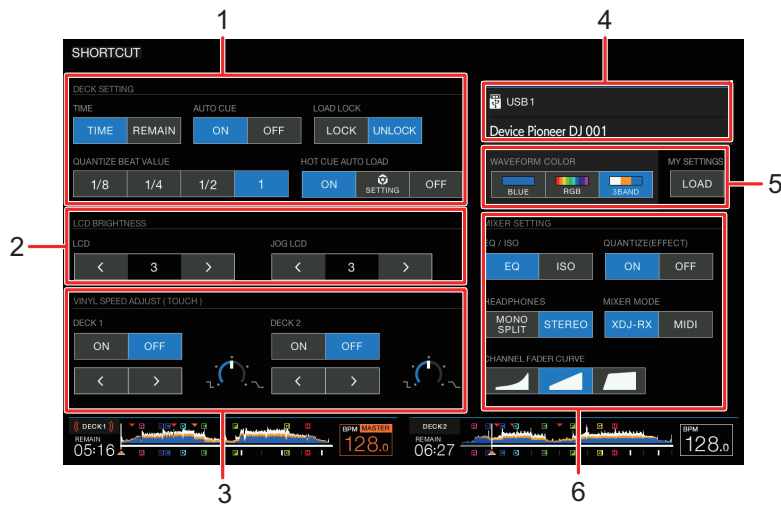 1
4
SHORTCUT
DECK SETTING
TIME
AUTO CUE
LOAD LOCK
TIME REMAIN
ON OFF
LOCK UNLOCK
QUANTIZE BEAT VALUE
HOT CUE AUTO LOAD
1/8 1/4 1/2 1
ON SETTING OFF
USB 1
Device Pioneer DJ 001
WAVEFORM COLOR
MY SETTINGS
BLUE RGB 3BAND
LOAD
5
2
LCD BRIGHTNESS
LCD
JOG LCD
< 3 >
< 3 >
MIXER SETTING
EQ / ISO
QUANTIZE(EFFECT)
EQ ISO
ON OFF
HEADPHONES
MIXER MODE
MONO SPLIT STEREO
XDJ-RX MIDI
CHANNEL FADER CURVE
VINYL SPEED ADJUST ( TOUCH )
DECK 1
DECK 2
ON OFF
ON OFF
< >
< >
DECK1
REMAIN
05:16
BPM MASTER
128.0
DECK2
REMAIN
06:27
BPM
128.0
3
6